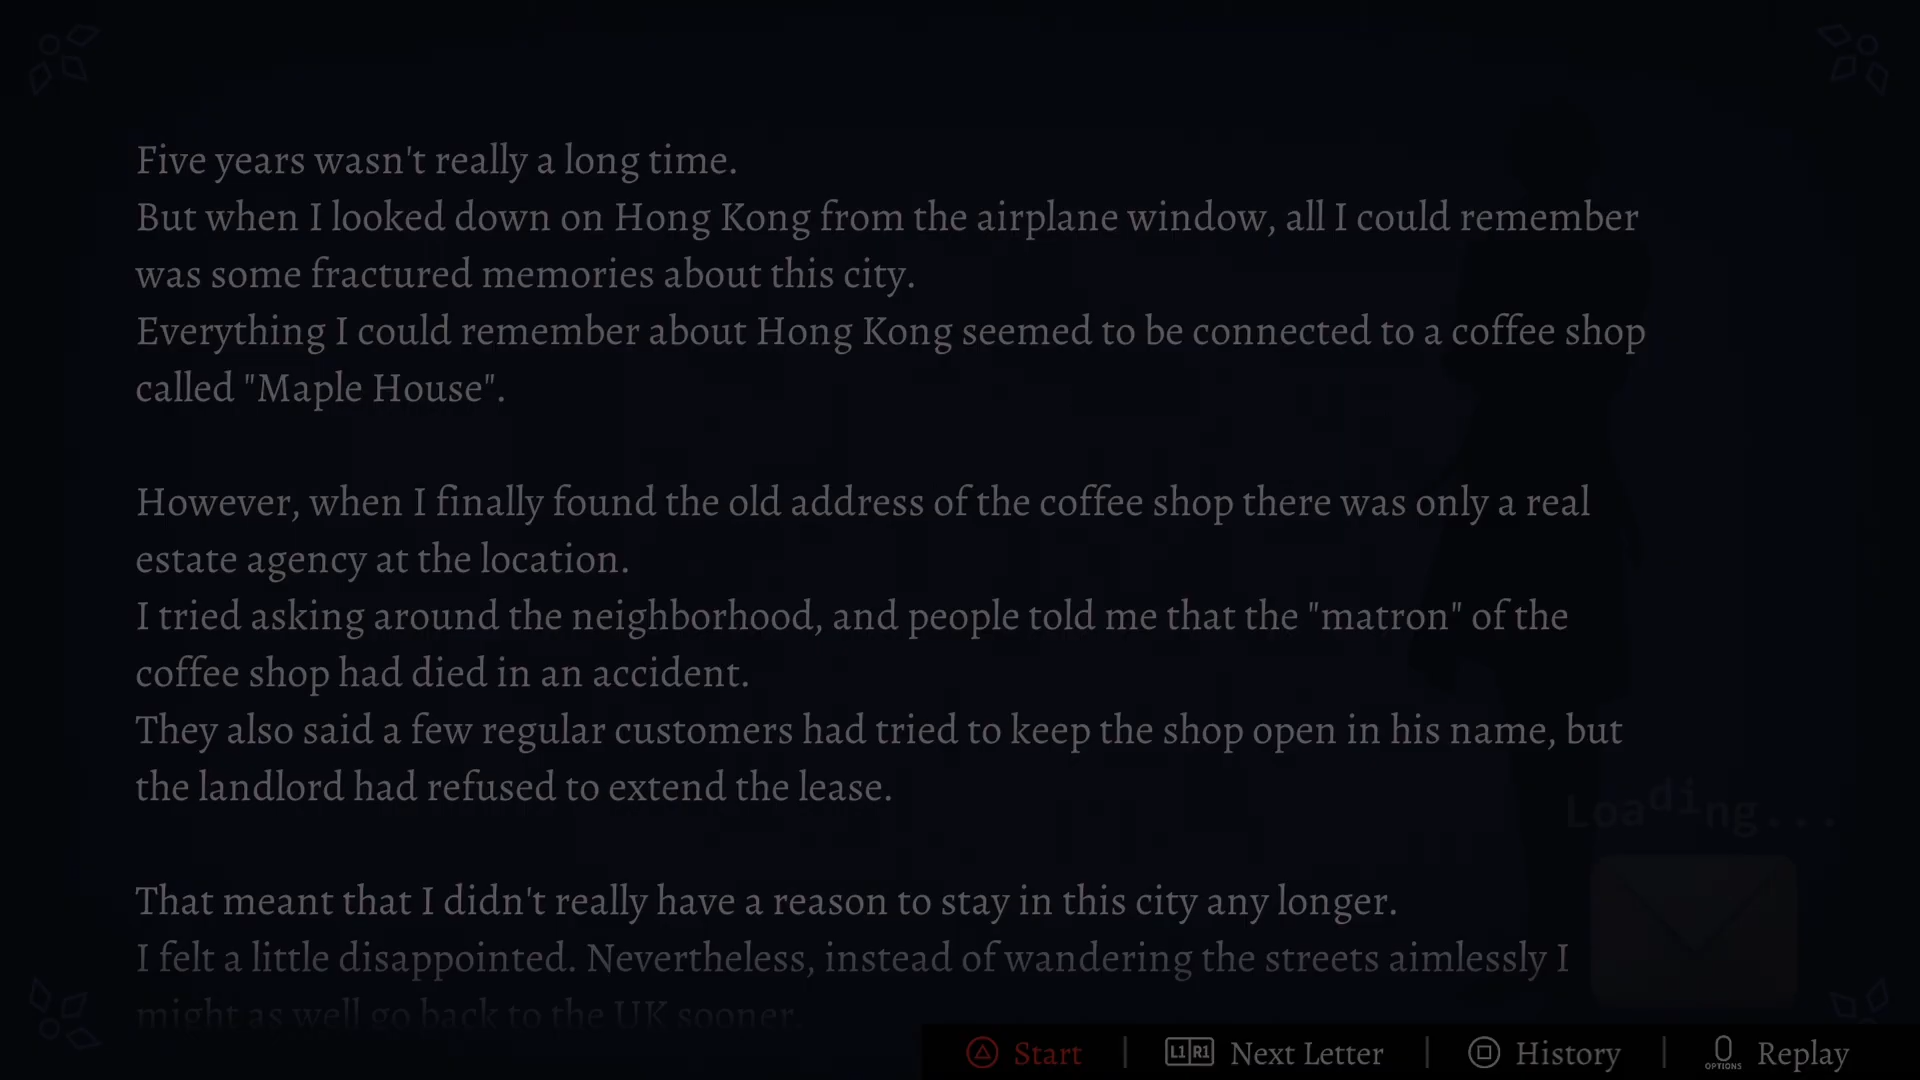 Five years wasn't really a long time.
But when I looked down on Hong Kong from the airplane window, all I could remember
was some fractured memories about this city.
Everything I could remember about Hong Kong seemed to be connected to a coffee shop
called "Maple House".
However, when I finally found the old address of the coffee shop there was only a real
estate agency at the location.
I tried asking around the neighborhood, and people told me that the "matron" of the
coffee shop had died in an accident.
They also said a few regular customers had tried to keep the shop open in his name, but
the landlord had refused to extend the lease.
That meant that I didn't really have a reason to stay in this city any longer.
I felt a little disappointed. Nevertheless, instead of wandering the streets aimlessly I
might as well go back to the UK sooner.
Loading...
Start | L1 R1 Next Letter | History | OPTIONS Replay